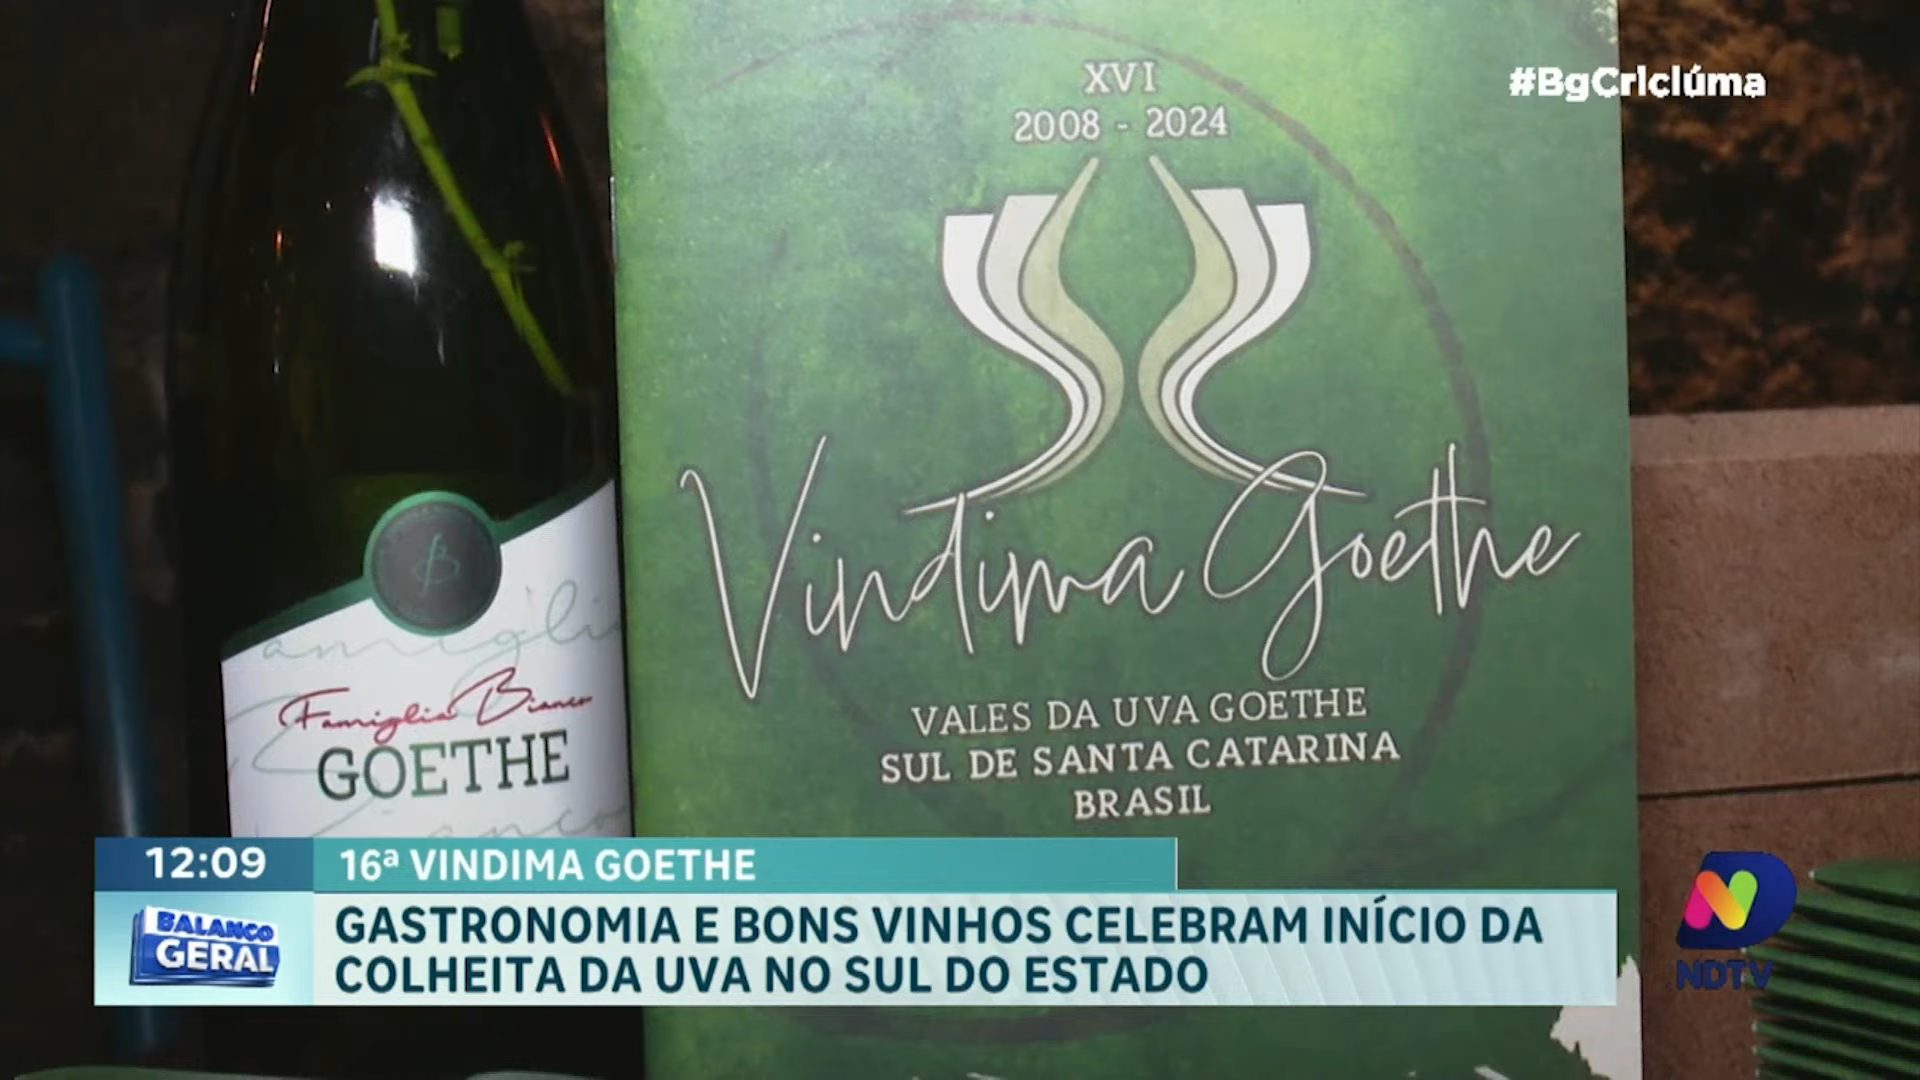 #BgCriciúma
XVI
2008 - 2024
Vindima Goethe
VALES DA UVA GOETHE
SUL DE SANTA CATARINA
BRASIL
Famiglia Bianco
GOETHE
12:09
16ª VINDIMA GOETHE
BALANÇO
GERAL
GASTRONOMIA E BONS VINHOS CELEBRAM INÍCIO DA
COLHEITA DA UVA NO SUL DO ESTADO
NDTV